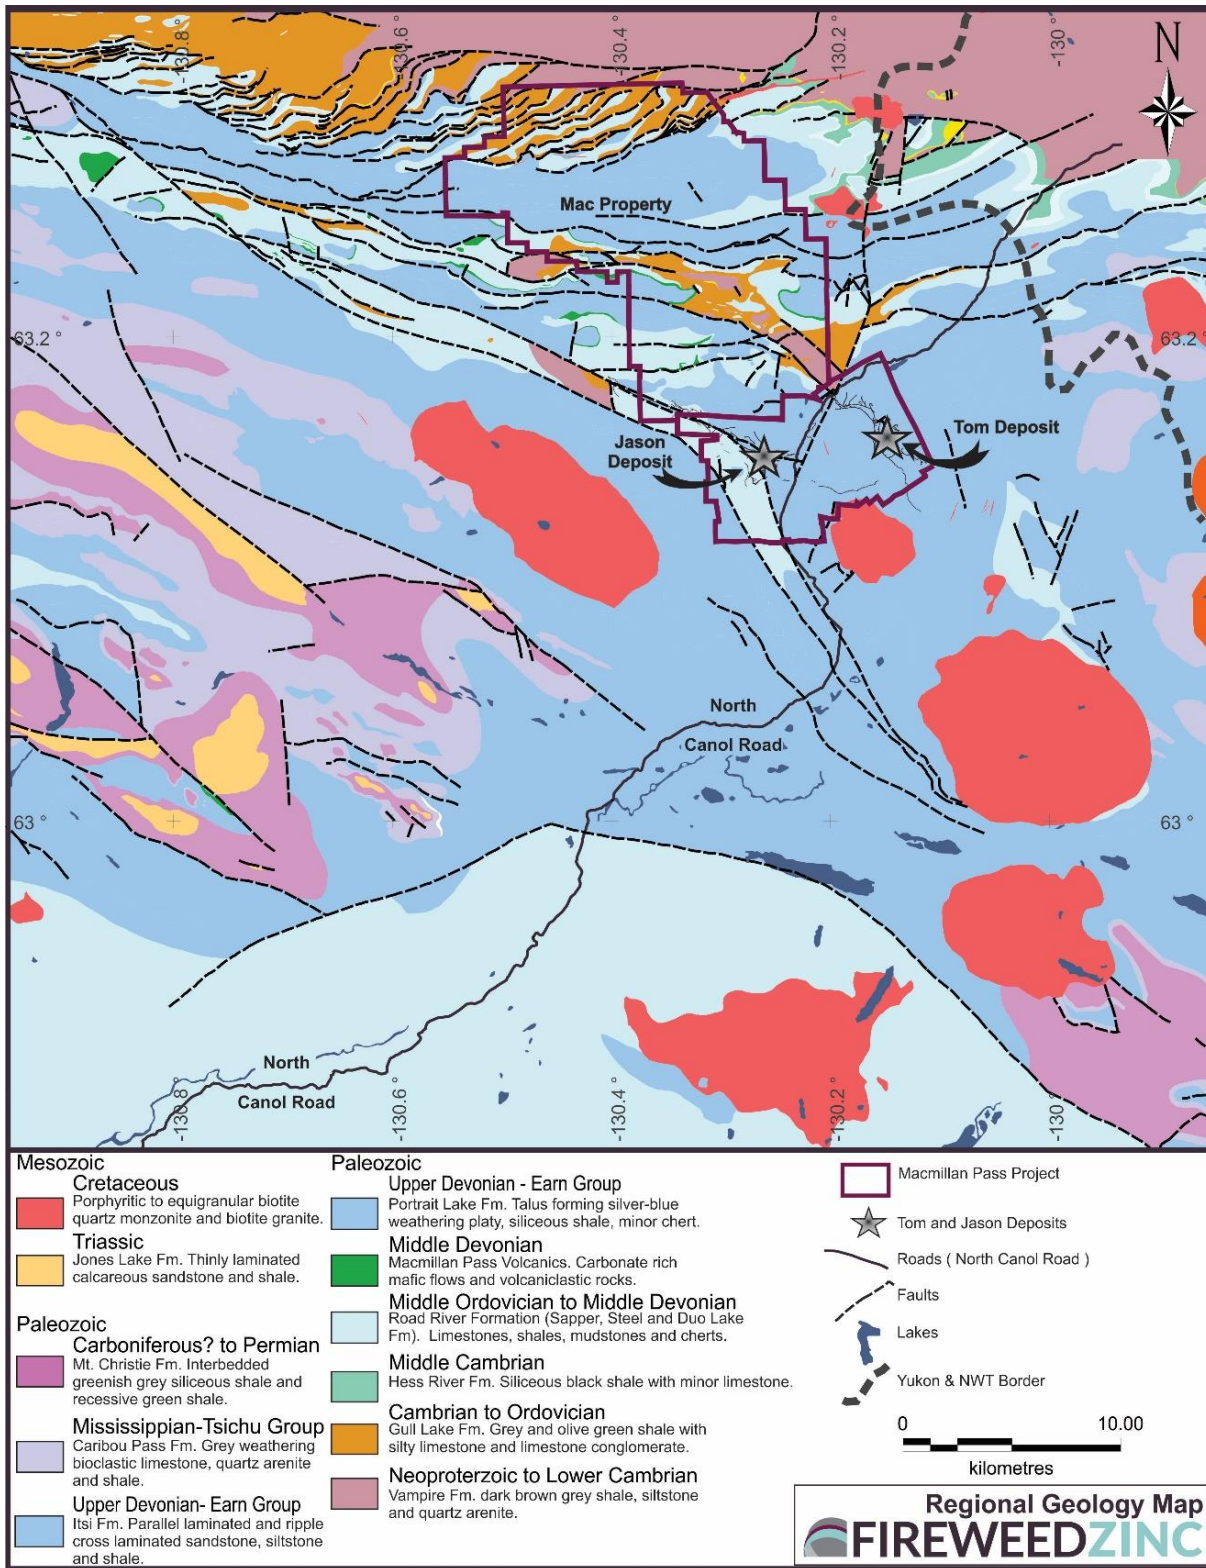 -130.8 °
-130.6 °
-130.4 °
-130.2 °
-130 °
N
Mac Property
63.2 °
63.2 °
Jason
Deposit
Tom Deposit
North
Canol Road
63 °
63 °
North
Canol Road
-130.8 °
-130.6 °
-130.4 °
-130.2 °
Mesozoic
Cretaceous
Porphyritic to equigranular biotite
quartz monzonite and biotite granite.
Triassic
Jones Lake Fm. Thinly laminated
calcareous sandstone and shale.
Paleozoic
Carboniferous? to Permian
Mt. Christie Fm. Interbedded
greenish grey siliceous shale and
recessive green shale.
Mississippian-Tsichu Group
Caribou Pass Fm. Grey weathering
bioclastic limestone, quartz arenite
and shale.
Upper Devonian- Earn Group
Itsi Fm. Parallel laminated and ripple
cross laminated sandstone, siltstone
and shale.
Paleozoic
Upper Devonian - Earn Group
Portrait Lake Fm. Talus forming silver-blue
weathering platy, siliceous shale, minor chert.
Middle Devonian
Macmillan Pass Volcanics. Carbonate rich
mafic flows and volcaniclastic rocks.
Middle Ordovician to Middle Devonian
Road River Formation (Sapper, Steel and Duo Lake
Fm). Limestones, shales, mudstones and cherts.
Middle Cambrian
Hess River Fm. Siliceous black shale with minor limestone.
Cambrian to Ordovician
Gull Lake Fm. Grey and olive green shale with
silty limestone and limestone conglomerate.
Neoproterzoic to Lower Cambrian
Vampire Fm. dark brown grey shale, siltstone
and quartz arenite.
Macmillan Pass Project
Tom and Jason Deposits
Roads ( North Canol Road )
Faults
Lakes
Yukon & NWT Border
0 10.00
kilometres
Regional Geology Map
FIREWEEDZINC